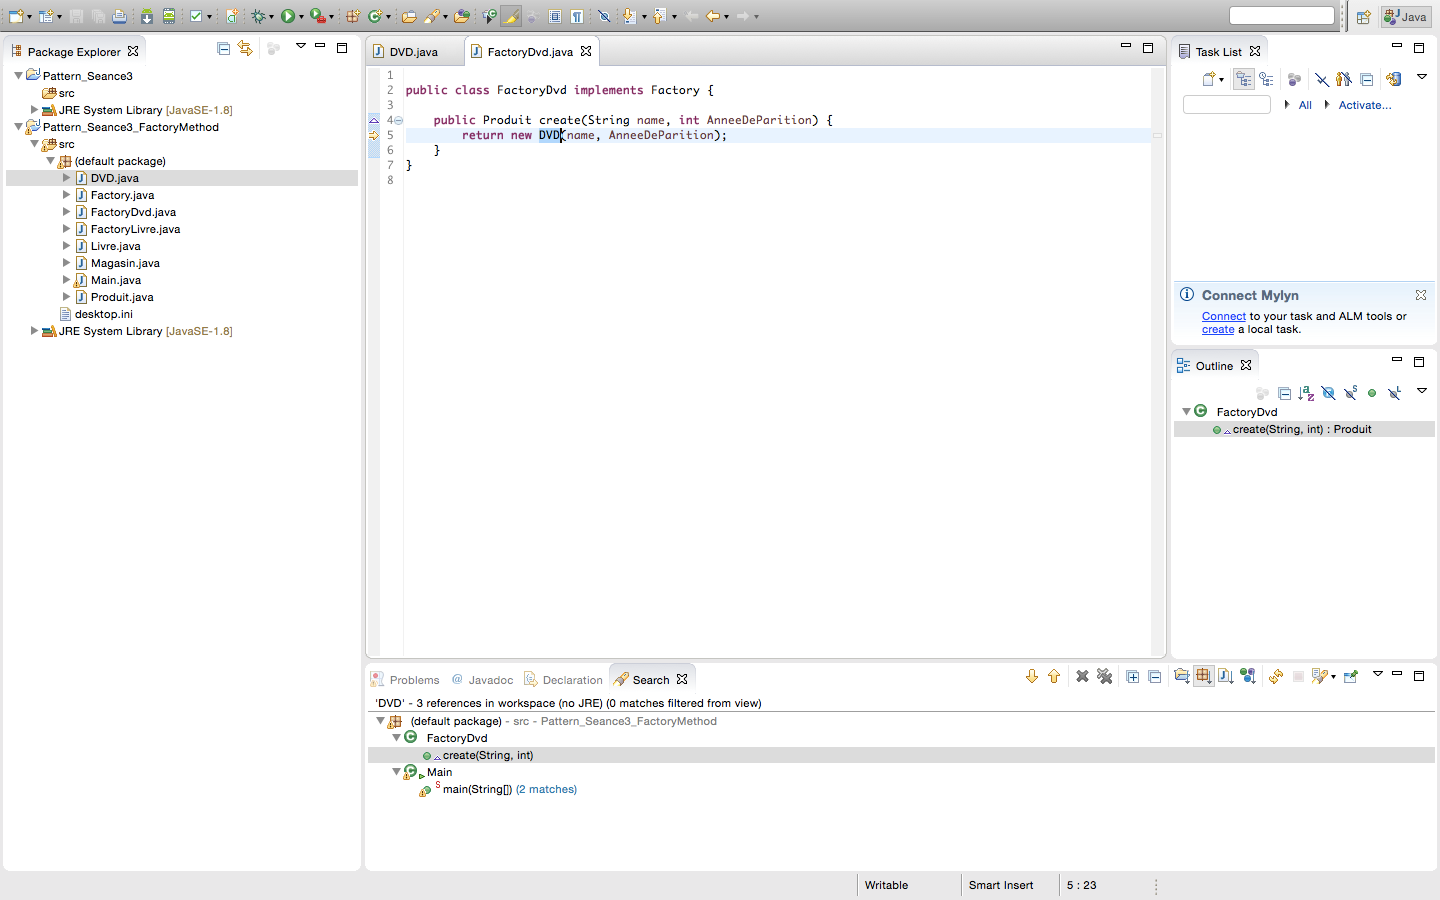 Java
Package Explorer
Pattern_Seance3
src
JRE System Library [JavaSE-1.8]
Pattern_Seance3_FactoryMethod
src
(default package)
DVD.java
Factory.java
FactoryDvd.java
FactoryLivre.java
Livre.java
Magasin.java
Main.java
Produit.java
desktop.ini
JRE System Library [JavaSE-1.8]
DVD.java
FactoryDvd.java
1
2 public class FactoryDvd implements Factory {
3
4 public Produit create(String name, int AnneeDeParition) {
5 return new DVD(name, AnneeDeParition);
6 }
7 }
8
Task List
All
Activate...
Connect Mylyn
Connect to your task and ALM tools or
create a local task.
Outline
FactoryDvd
create(String, int) : Produit
Problems
@ Javadoc
Declaration
Search
'DVD' - 3 references in workspace (no JRE) (0 matches filtered from view)
(default package) - src - Pattern_Seance3_FactoryMethod
FactoryDvd
create(String, int)
Main
main(String[]) (2 matches)
Writable
Smart Insert
5 : 23